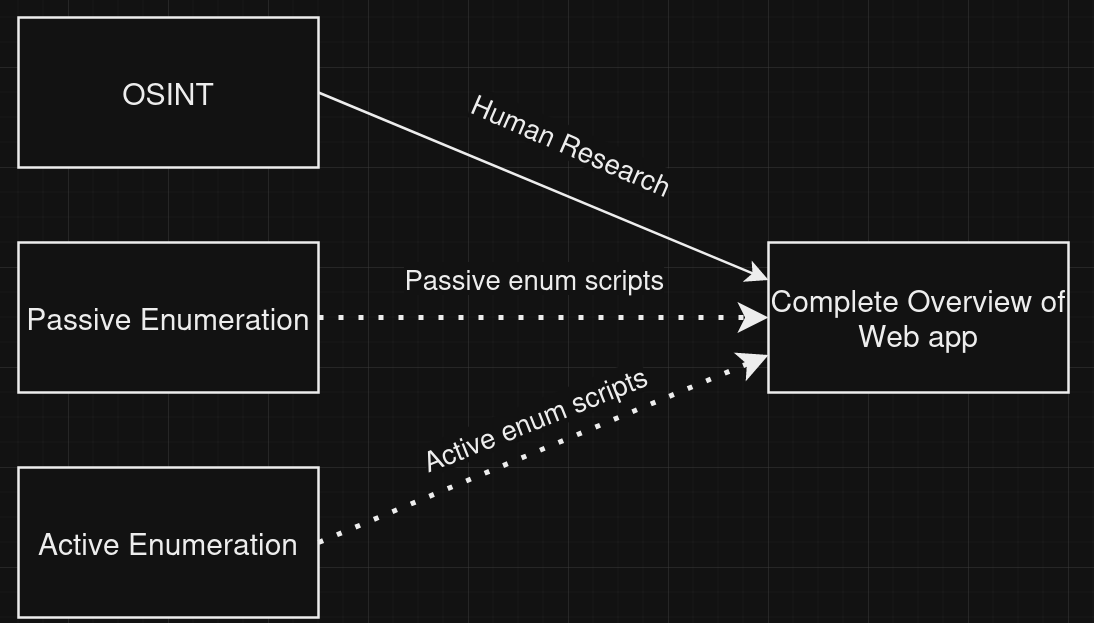 OSINT
Human Research
Passive enum scripts
Passive Enumeration
Complete Overview of
Web app
Active enum scripts
Active Enumeration